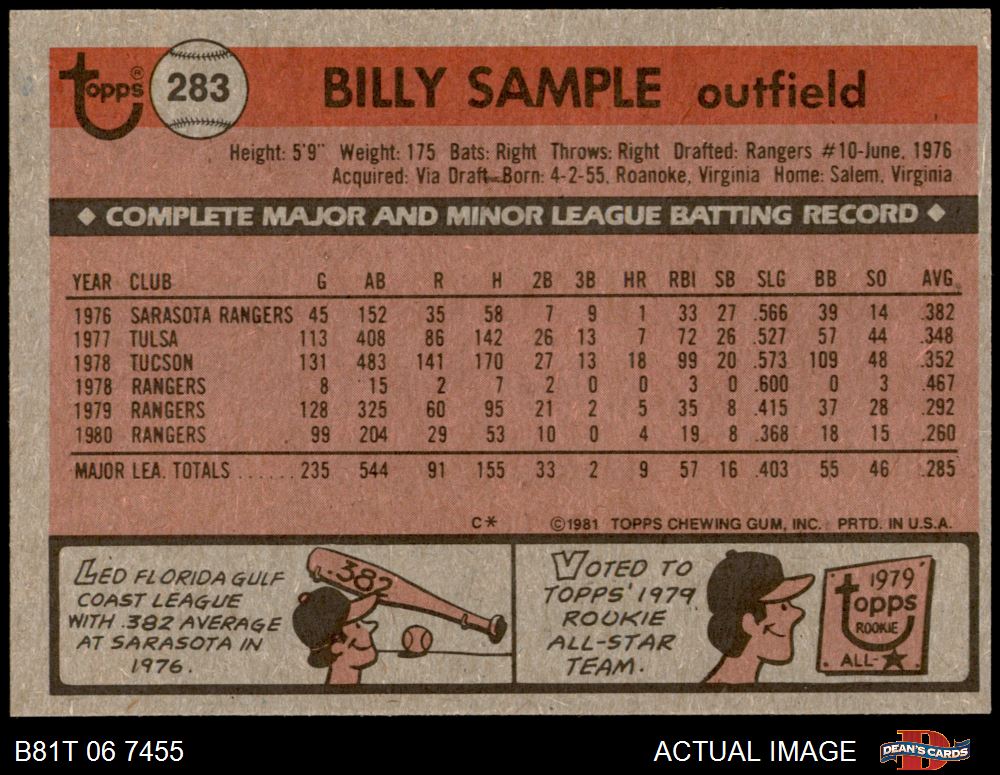 topps® 283 BILLY SAMPLE outfield
Height: 5'9" Weight: 175 Bats: Right Throws: Right Drafted: Rangers #10-June, 1976
Acquired: Via Draft Born: 4-2-55, Roanoke, Virginia Home: Salem, Virginia
◆ COMPLETE MAJOR AND MINOR LEAGUE BATTING RECORD ◆
YEAR CLUB G AB R H 2B 3B HR RBI SB SLG BB SO AVG.
1976 SARASOTA RANGERS 45 152 35 58 7 9 1 33 27 .566 39 14 .382
1977 TULSA 113 408 86 142 26 13 7 72 26 .527 57 44 .348
1978 TUCSON 131 483 141 170 27 13 18 99 20 .573 109 48 .352
1978 RANGERS 8 15 2 7 2 0 0 3 0 .600 0 3 .467
1979 RANGERS 128 325 60 95 21 2 5 35 8 .415 37 28 .292
1980 RANGERS 99 204 29 53 10 0 4 19 8 .368 18 15 .260
MAJOR LEA. TOTALS ...... 235 544 91 155 33 2 9 57 16 .403 55 46 .285
C* ©1981 TOPPS CHEWING GUM, INC. PRTD. IN U.S.A.
LED FLORIDA GULF
COAST LEAGUE
WITH .382 AVERAGE
AT SARASOTA IN
1976.
.382
VOTED TO
TOPPS' 1979
ROOKIE
ALL-STAR
TEAM.
1979
topps
ROOKIE
ALL-★
B81T 06 7455 ACTUAL IMAGE DEAN'S CARDS